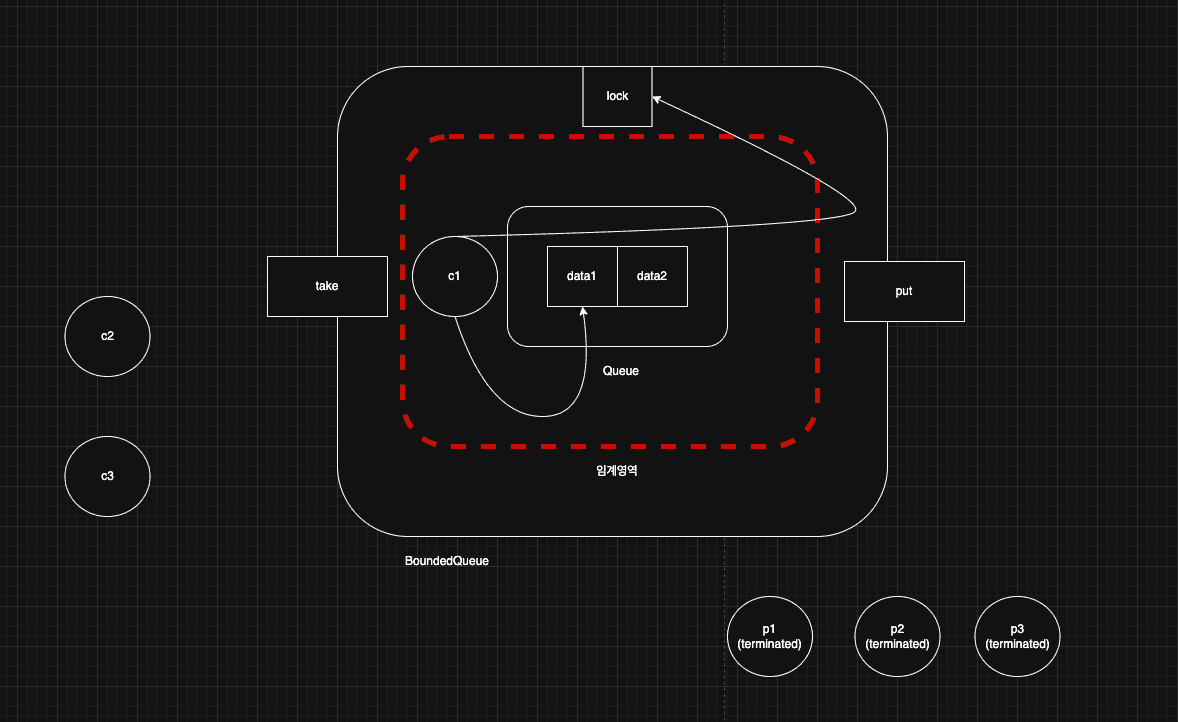 lock
c1
data1
data2
take
put
c2
Queue
c3
임계영역
BoundedQueue
p1
(terminated)
p2
(terminated)
p3
(terminated)